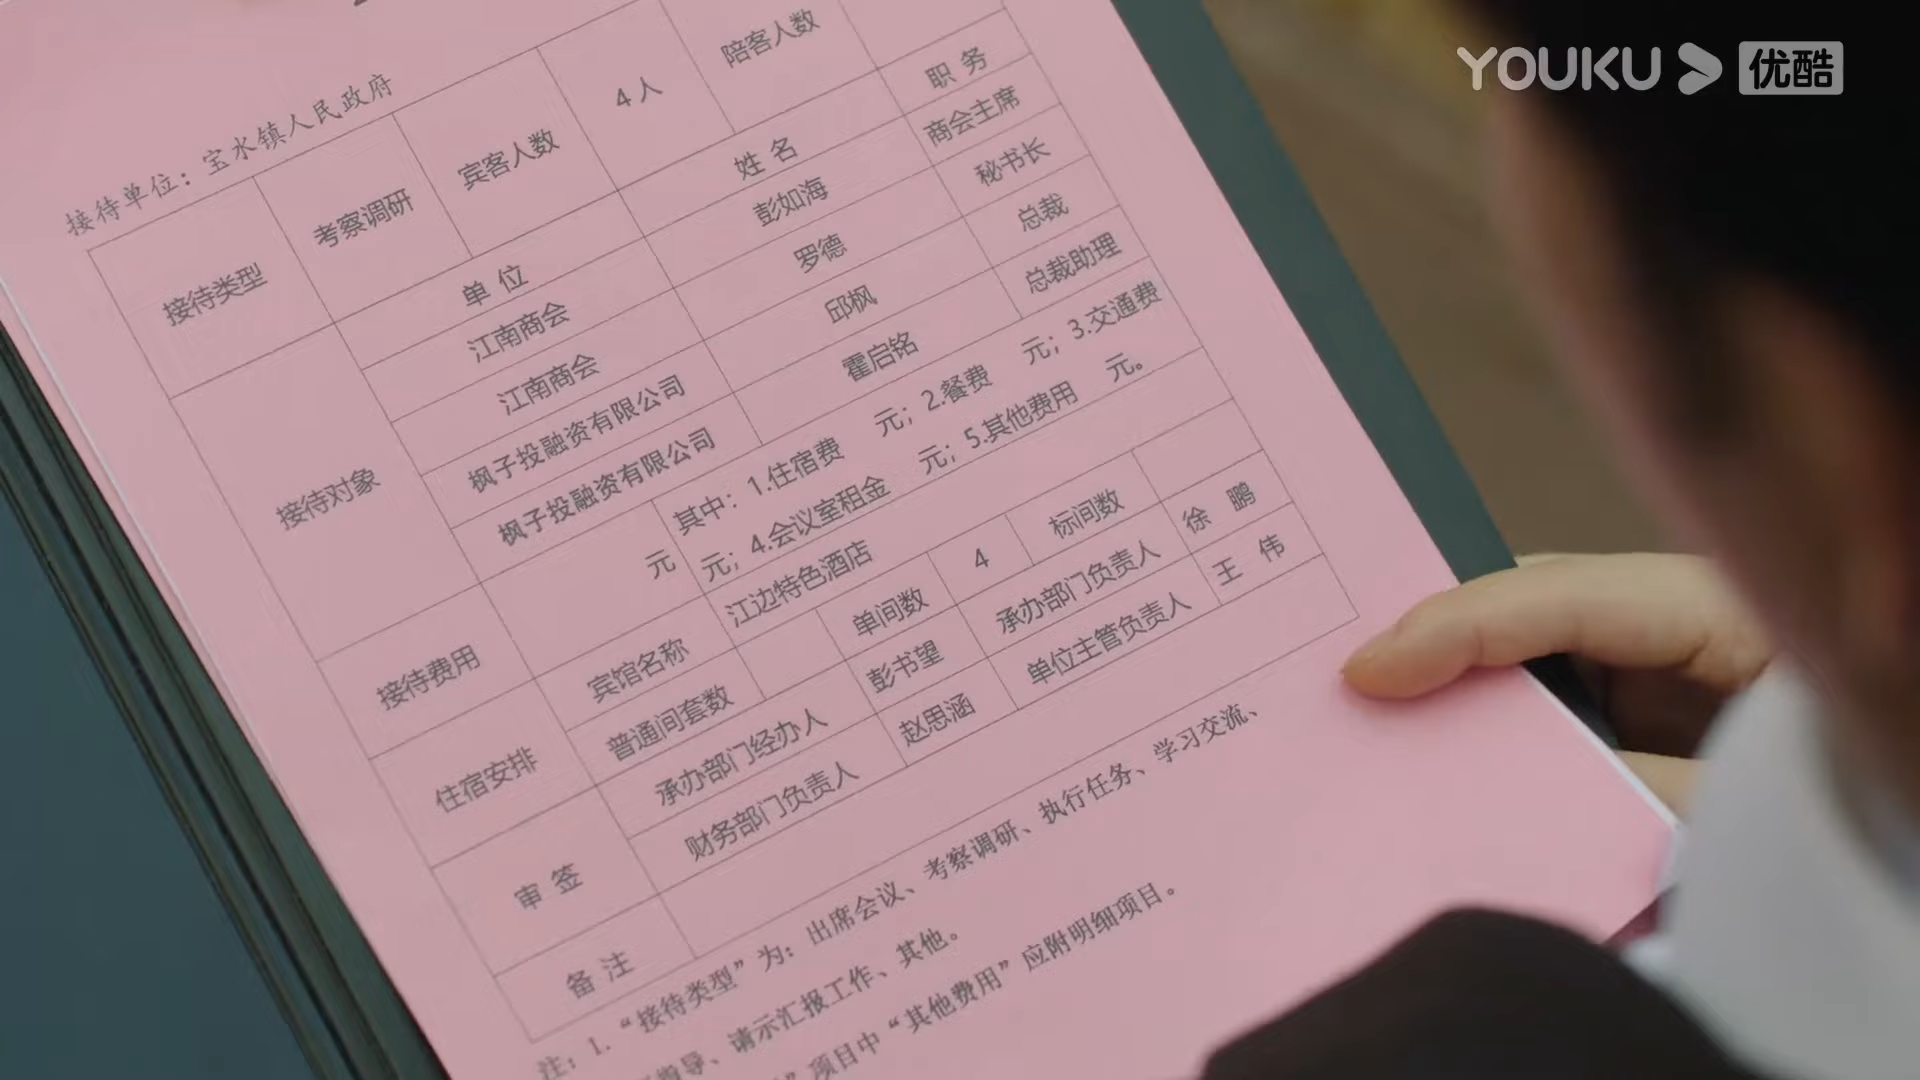 YOUKU 优酷
接待单位：宝水镇人民政府
接待类型 考察调研 宾客人数 4人 陪客人数
接待对象 单 位 姓 名 职 务
江南商会 彭如海 商会主席
江南商会 罗德 秘书长
枫子投融资有限公司 邱枫 总裁
枫子投融资有限公司 霍启铭 总裁助理
接待费用 元 其中：1.住宿费 元；2.餐费 元；3.交通费
元；4.会议室租金 元；5.其他费用 元。
住宿安排 宾馆名称 江边特色酒店
普通间套数 单间数 4 标间数
审 签 承办部门经办人 彭书望 承办部门负责人 徐 鹏
财务部门负责人 赵思涵 单位主管负责人 王 伟
备 注
注：1.“接待类型”为：出席会议、考察调研、执行任务、学习交流、
指导、请示汇报工作、其他。
”项目中“其他费用”应附明细项目。